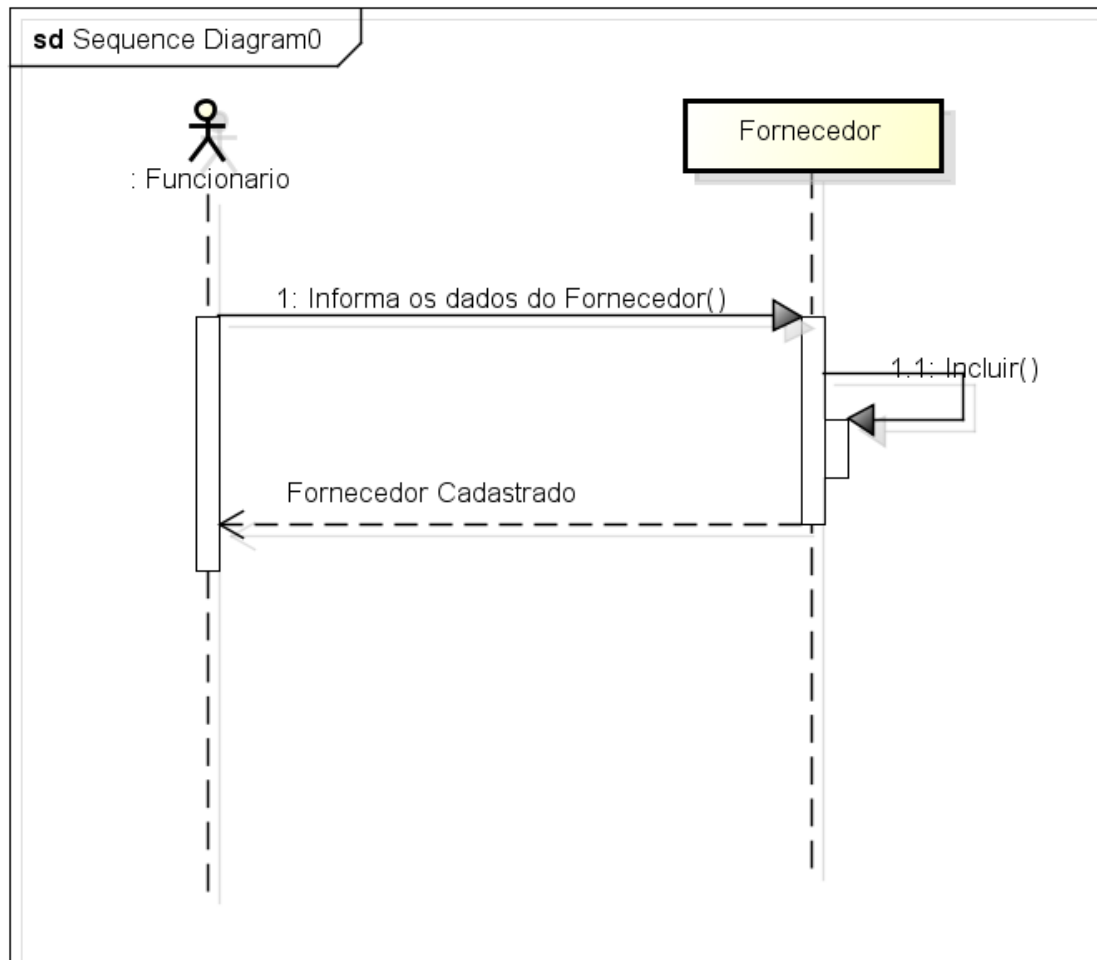 sd Sequence Diagram0
: Funcionario
Fornecedor
1: Informa os dados do Fornecedor()
1.1: Incluir()
Fornecedor Cadastrado